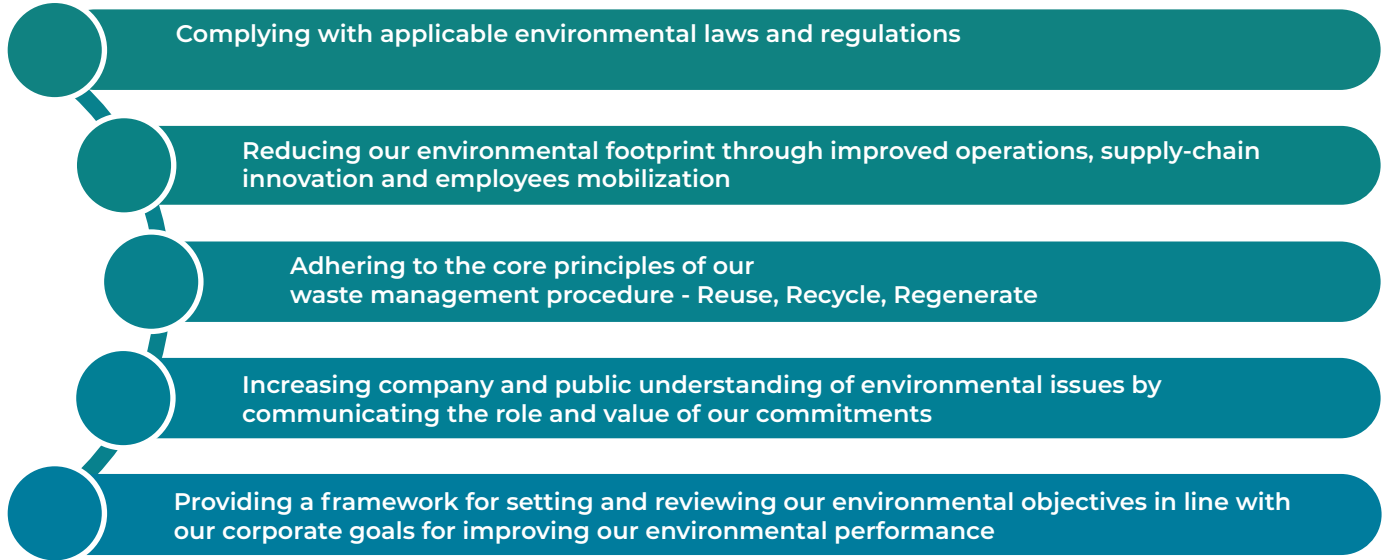 Complying with applicable environmental laws and regulations
Reducing our environmental footprint through improved operations, supply-chain
innovation and employees mobilization
Adhering to the core principles of our
waste management procedure - Reuse, Recycle, Regenerate
Increasing company and public understanding of environmental issues by
communicating the role and value of our commitments
Providing a framework for setting and reviewing our environmental objectives in line with
our corporate goals for improving our environmental performance